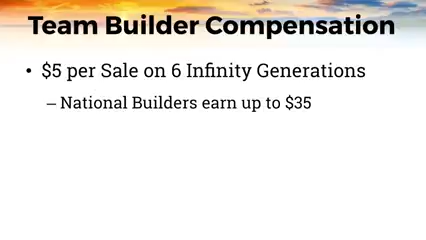 Team Builder Compensation
• $5 per Sale on 6 Infinity Generations
– National Builders earn up to $35